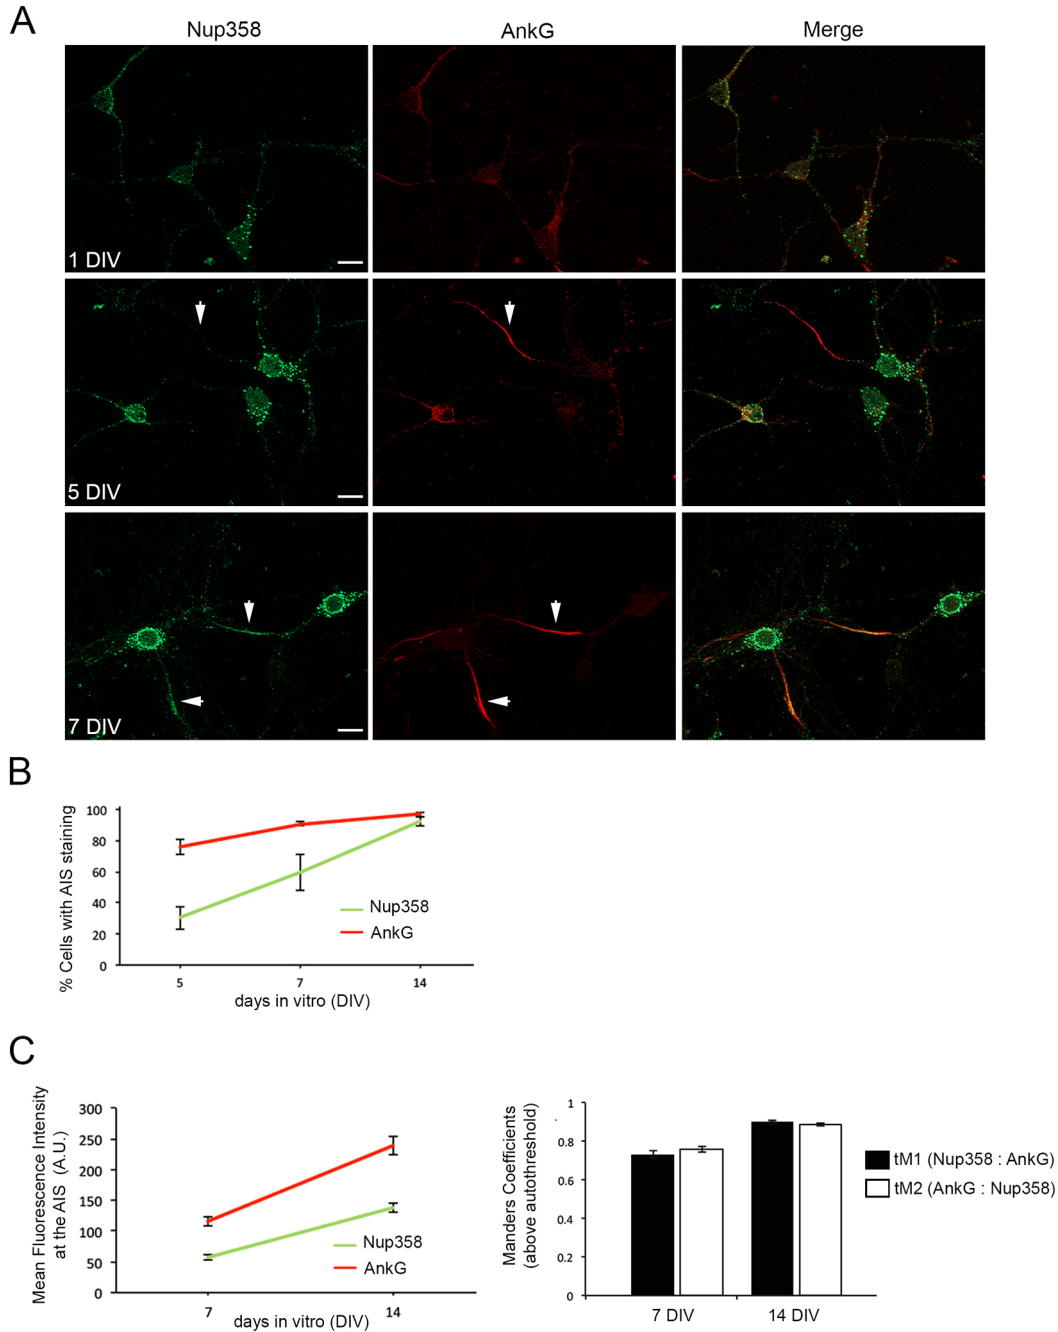 A
Nup358 AnkG Merge
1 DIV
5 DIV
7 DIV
B
% Cells with AIS staining
100
80
60
40
20
0
5 7 14
days in vitro (DIV)
Nup358
AnkG
C
Mean Fluorescence Intensity
at the AIS (A.U.)
300
250
200
150
100
50
0
7 14
days in vitro (DIV)
Nup358
AnkG
Manders Coefficients
(above autothreshold)
1
0.8
0.6
0.4
0.2
0
7 DIV 14 DIV
tM1 (Nup358 : AnkG)
tM2 (AnkG : Nup358)